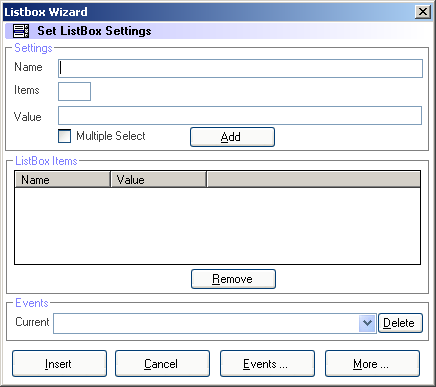 Listbox Wizard
Set ListBox Settings
Settings
Name
Items
Value
Multiple Select
Add
ListBox Items
Name Value
Remove
Events
Current Delete
Insert Cancel Events ... More ...